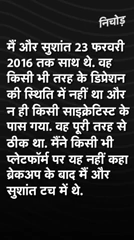 निचोड़
मैं और सुशांत 23 फरवरी
2016 तक साथ थे. वह
किसी भी तरह के डिप्रेशन
की स्थिति में नहीं था और
न ही किसी साइक्रेटिस्ट के
पास गया. वह पूरी तरह से
ठीक था. मैंने किसी भी
प्लेटफॉर्म पर यह नहीं कहा
ब्रेकअप के बाद मैं और
सुशांत टच में थे.